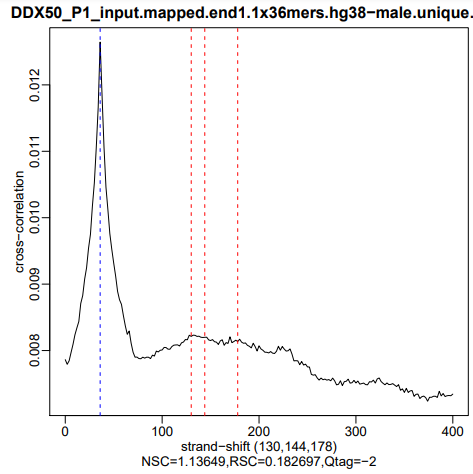 DDX50_P1_input.mapped.end1.1x36mers.hg38−male.unique.
0.012
0.011
0.010
0.009
0.008
cross−correlation
0 100 200 300 400
strand−shift (130,144,178)
NSC=1.13649,RSC=0.182697,Qtag=−2